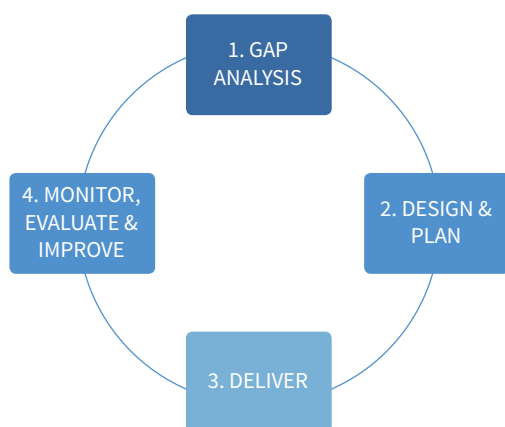 1. GAP
ANALYSIS
2. DESIGN &
PLAN
3. DELIVER
4. MONITOR,
EVALUATE &
IMPROVE